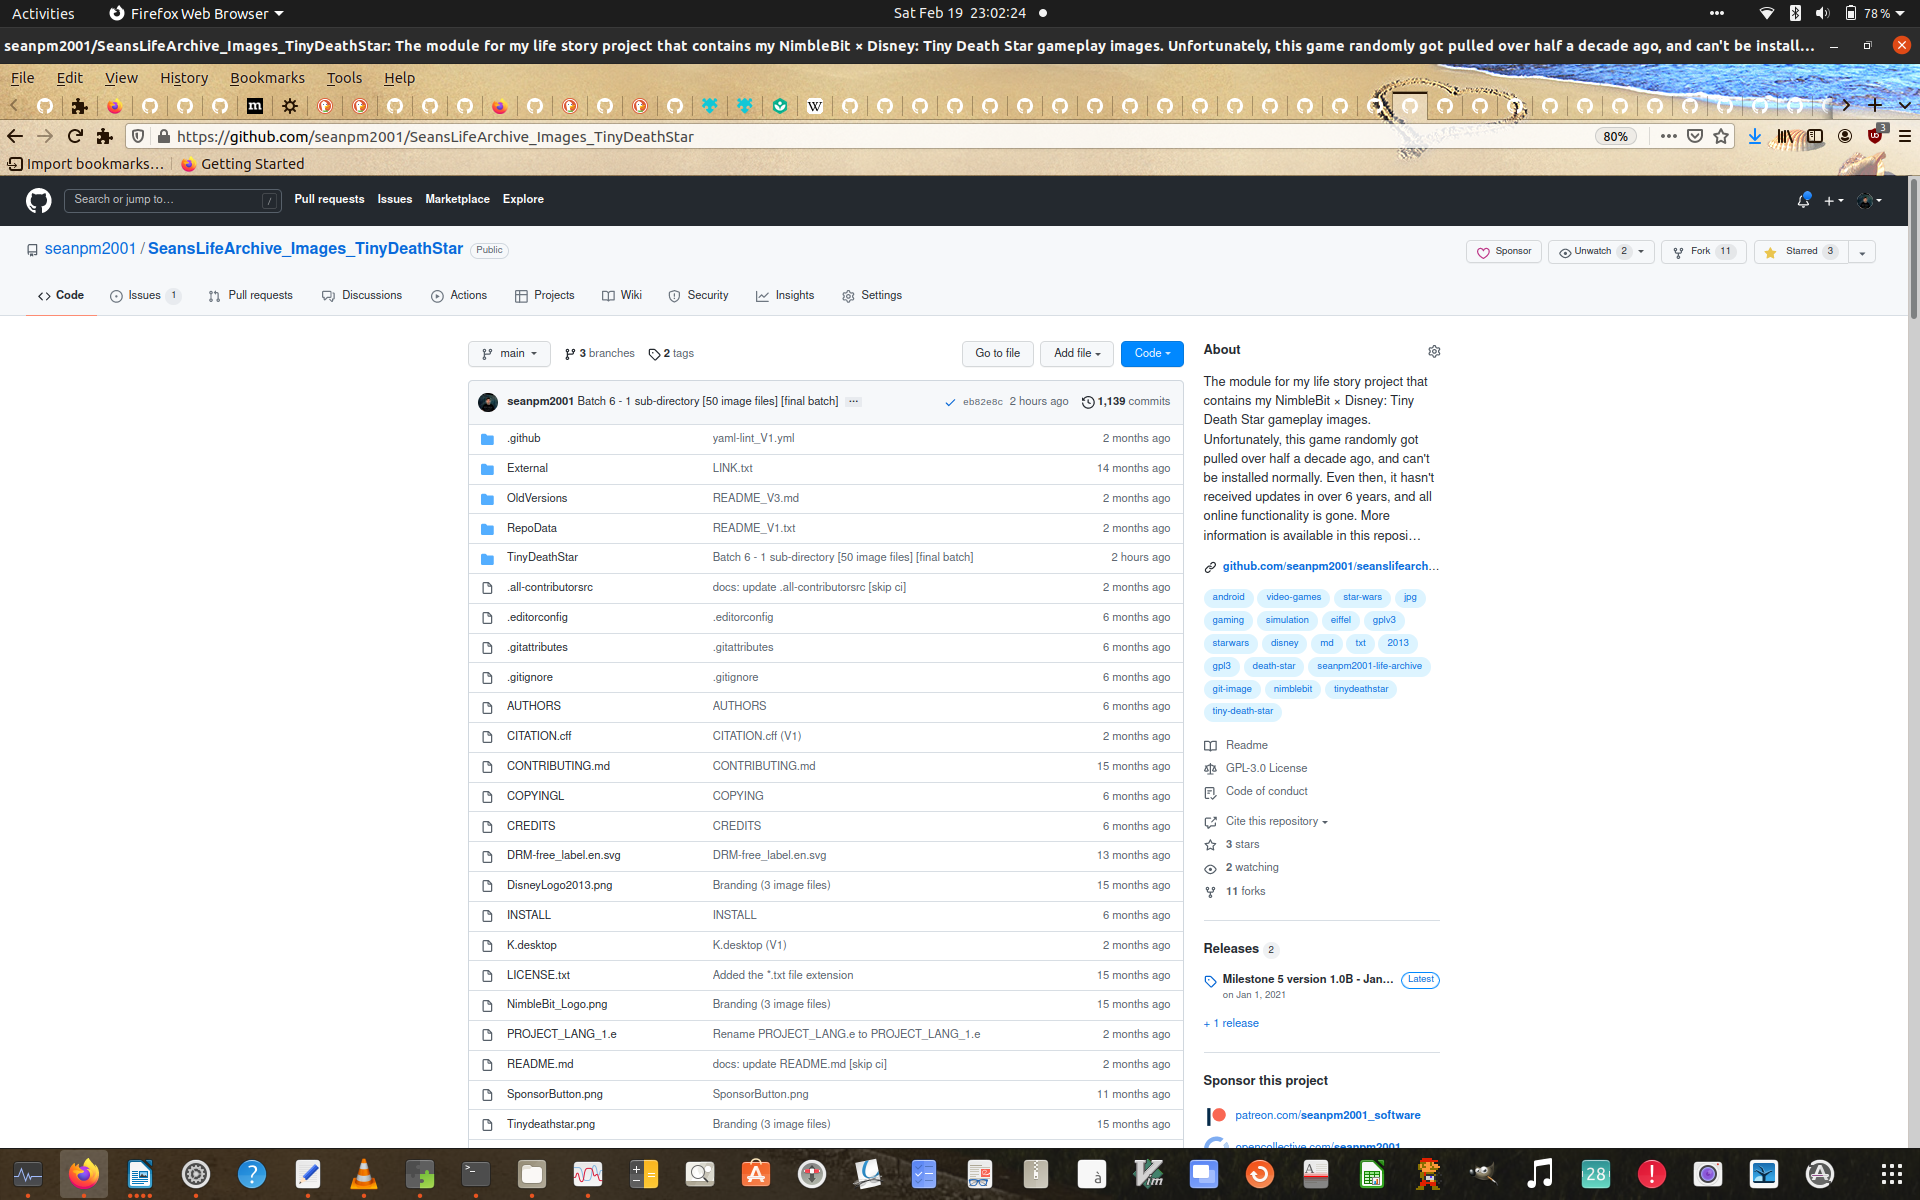 Activities
Firefox Web Browser
Sat Feb 19  23:02:24
78 %
seanpm2001/SeansLifeArchive_Images_TinyDeathStar: The module for my life story project that contains my NimbleBit × Disney: Tiny Death Star gameplay images. Unfortunately, this game randomly got pulled over half a decade ago, and can't be install...
File Edit View History Bookmarks Tools Help
https://github.com/seanpm2001/SeansLifeArchive_Images_TinyDeathStar
80%
3
Import bookmarks...
Getting Started
Search or jump to...
/
Pull requests Issues Marketplace Explore
seanpm2001 / SeansLifeArchive_Images_TinyDeathStar Public
Sponsor
Unwatch 2
Fork 11
Starred 3
Code
Issues 1
Pull requests
Discussions
Actions
Projects
Wiki
Security
Insights
Settings
main
3 branches
2 tags
Go to file
Add file
Code
seanpm2001 Batch 6 - 1 sub-directory [50 image files] [final batch] ...
eb82e8c 2 hours ago
1,139 commits
.github yaml-lint_V1.yml 2 months ago
External LINK.txt 14 months ago
OldVersions README_V3.md 2 months ago
RepoData README_V1.txt 2 months ago
TinyDeathStar Batch 6 - 1 sub-directory [50 image files] [final batch] 2 hours ago
.all-contributorsrc docs: update .all-contributorsrc [skip ci] 2 months ago
.editorconfig .editorconfig 6 months ago
.gitattributes .gitattributes 6 months ago
.gitignore .gitignore 6 months ago
AUTHORS AUTHORS 6 months ago
CITATION.cff CITATION.cff (V1) 2 months ago
CONTRIBUTING.md CONTRIBUTING.md 15 months ago
COPYINGL COPYING 6 months ago
CREDITS CREDITS 6 months ago
DRM-free_label.en.svg DRM-free_label.en.svg 13 months ago
DisneyLogo2013.png Branding (3 image files) 15 months ago
INSTALL INSTALL 6 months ago
K.desktop K.desktop (V1) 2 months ago
LICENSE.txt Added the *.txt file extension 15 months ago
NimbleBit_Logo.png Branding (3 image files) 15 months ago
PROJECT_LANG_1.e Rename PROJECT_LANG.e to PROJECT_LANG_1.e 2 months ago
README.md docs: update README.md [skip ci] 2 months ago
SponsorButton.png SponsorButton.png 11 months ago
Tinydeathstar.png Branding (3 image files) 15 months ago
About
The module for my life story project that
contains my NimbleBit × Disney: Tiny
Death Star gameplay images.
Unfortunately, this game randomly got
pulled over half a decade ago, and can't
be installed normally. Even then, it hasn't
received updates in over 6 years, and all
online functionality is gone. More
information is available in this reposi...
github.com/seanpm2001/seanslifearch...
android video-games star-wars jpg
gaming simulation eiffel gplv3
starwars disney md txt 2013
gpl3 death-star seanpm2001-life-archive
git-image nimblebit tinydeathstar
tiny-death-star
Readme
GPL-3.0 License
Code of conduct
Cite this repository
3 stars
2 watching
11 forks
Releases 2
Milestone 5 version 1.0B - Jan... Latest
on Jan 1, 2021
+ 1 release
Sponsor this project
patreon.com/seanpm2001_software
opencollective.com/seanpm2001
28